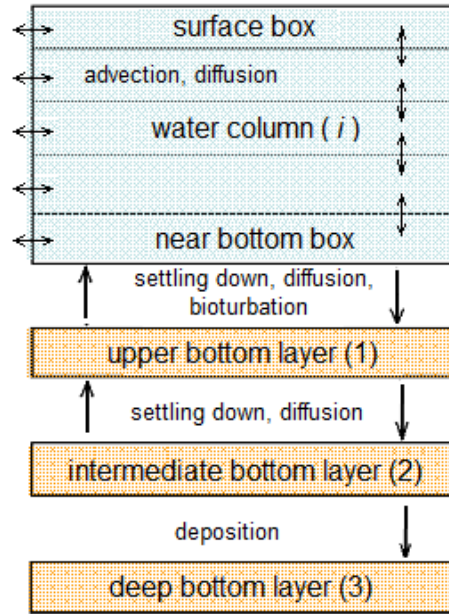 surface box
advection, diffusion
water column ( i )
near bottom box
settling down, diffusion,
bioturbation
upper bottom layer (1)
settling down, diffusion
intermediate bottom layer (2)
deposition
deep bottom layer (3)